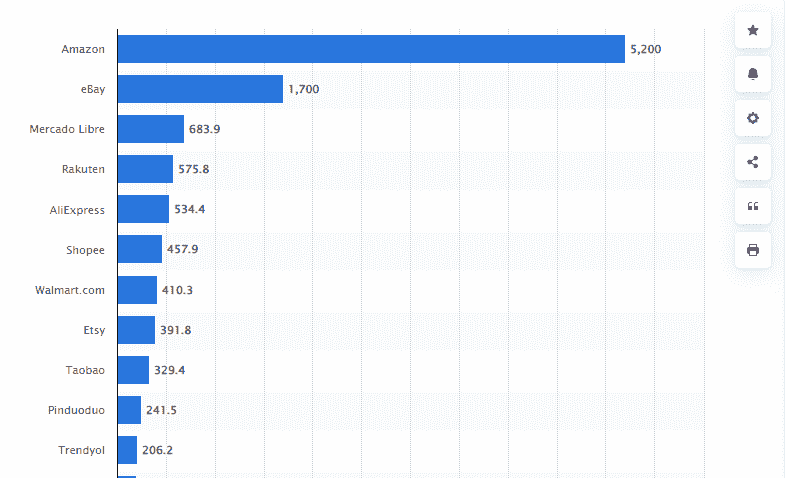 Amazon 5,200
eBay 1,700
Mercado Libre 683.9
Rakuten 575.8
AliExpress 534.4
Shopee 457.9
Walmart.com 410.3
Etsy 391.8
Taobao 329.4
Pinduoduo 241.5
Trendyol 206.2